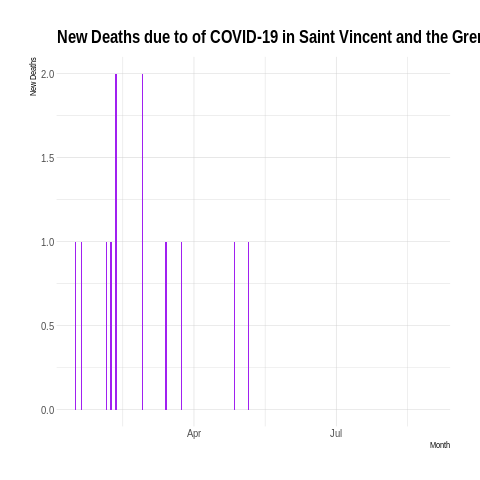 New Deaths due to of COVID-19 in Saint Vincent and the Gre
New Deaths
2.0
1.5
1.0
0.5
0.0
Apr Jul
Month